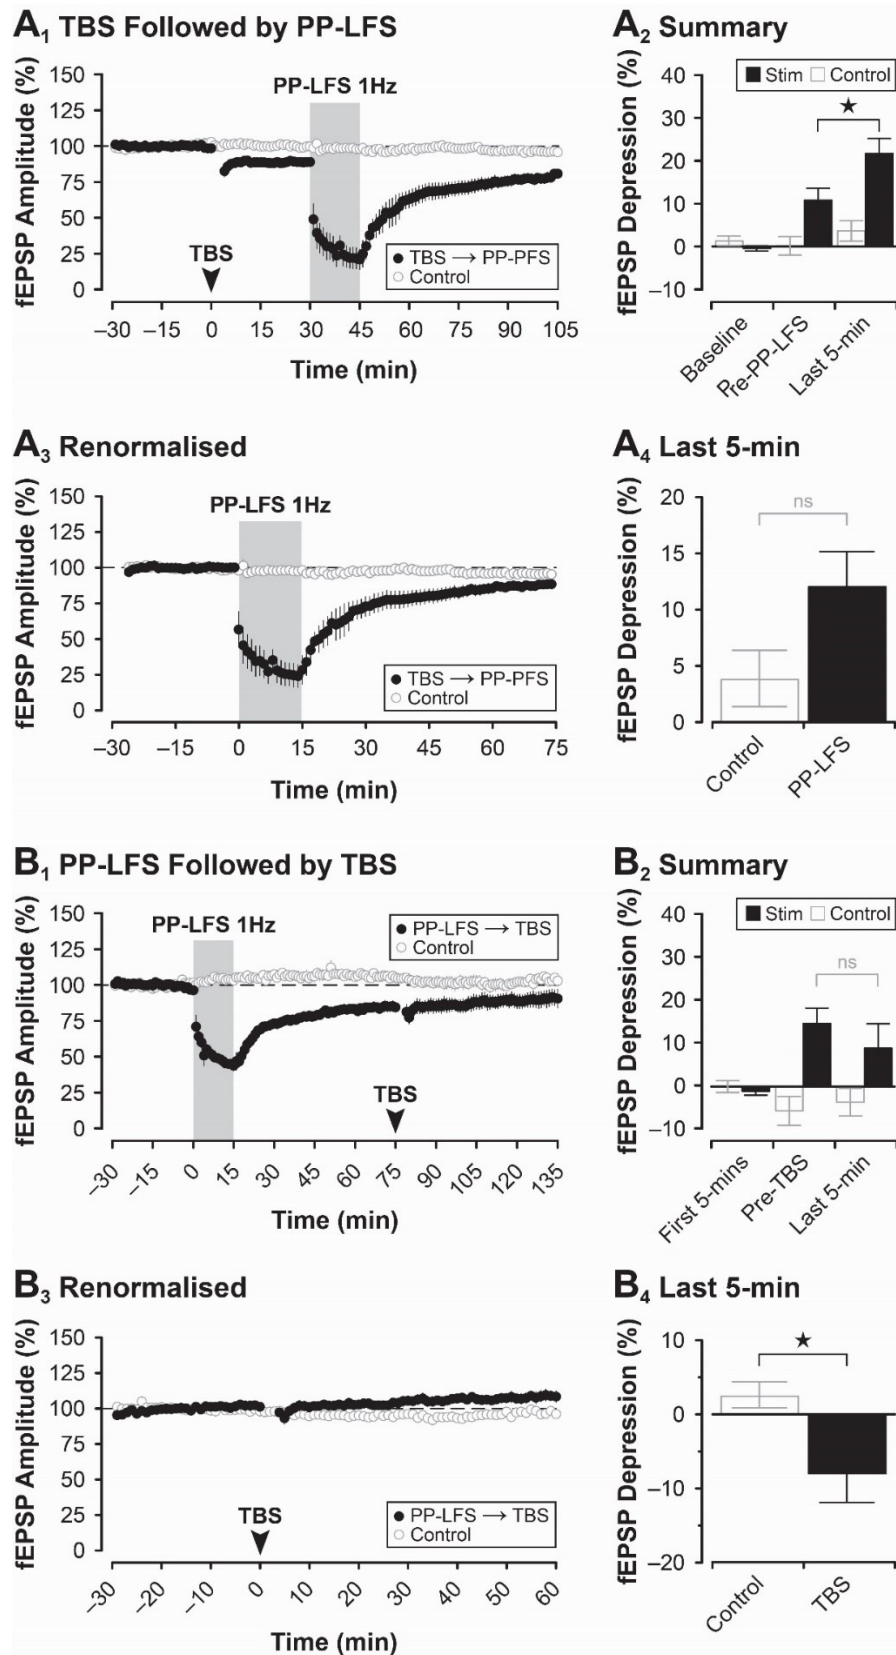 A₁ TBS Followed by PP-LFS
fEPSP Amplitude (%)
150
125
100
75
50
25
0
PP-LFS 1Hz
TBS
TBS → PP-PFS
Control
−30 −15 0 15 30 45 60 75 90 105
Time (min)
A₂ Summary
fEPSP Depression (%)
40
30
20
10
0
−10
Stim Control
★
Baseline
Pre-PP-LFS
Last 5-min
A₃ Renormalised
fEPSP Amplitude (%)
150
125
100
75
50
25
0
PP-LFS 1Hz
TBS → PP-PFS
Control
−30 −15 0 15 30 45 60 75
Time (min)
A₄ Last 5-min
fEPSP Depression (%)
20
15
10
5
0
ns
Control
PP-LFS
B₁ PP-LFS Followed by TBS
fEPSP Amplitude (%)
150
125
100
75
50
25
0
PP-LFS 1Hz
PP-LFS → TBS
Control
TBS
−30 −15 0 15 30 45 60 75 90 105 120 135
Time (min)
B₂ Summary
fEPSP Depression (%)
40
30
20
10
0
−10
Stim Control
ns
First 5-mins
Pre-TBS
Last 5-min
B₃ Renormalised
fEPSP Amplitude (%)
150
125
100
75
50
25
0
TBS
PP-LFS → TBS
Control
−30 −20 −10 0 10 20 30 40 30 40 60
Time (min)
B₄ Last 5-min
fEPSP Depression (%)
10
0
−10
−20
★
Control
TBS